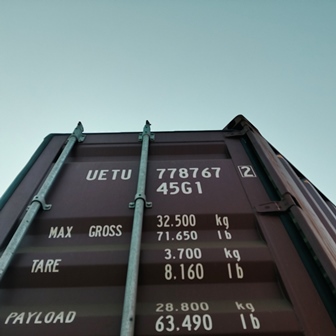 UETU 778767 2
45G1
MAX GROSS 32.500 kg
71.650 lb
TARE 3.700 kg
8.160 lb
PAYLOAD 28.800 kg
63.490 lb